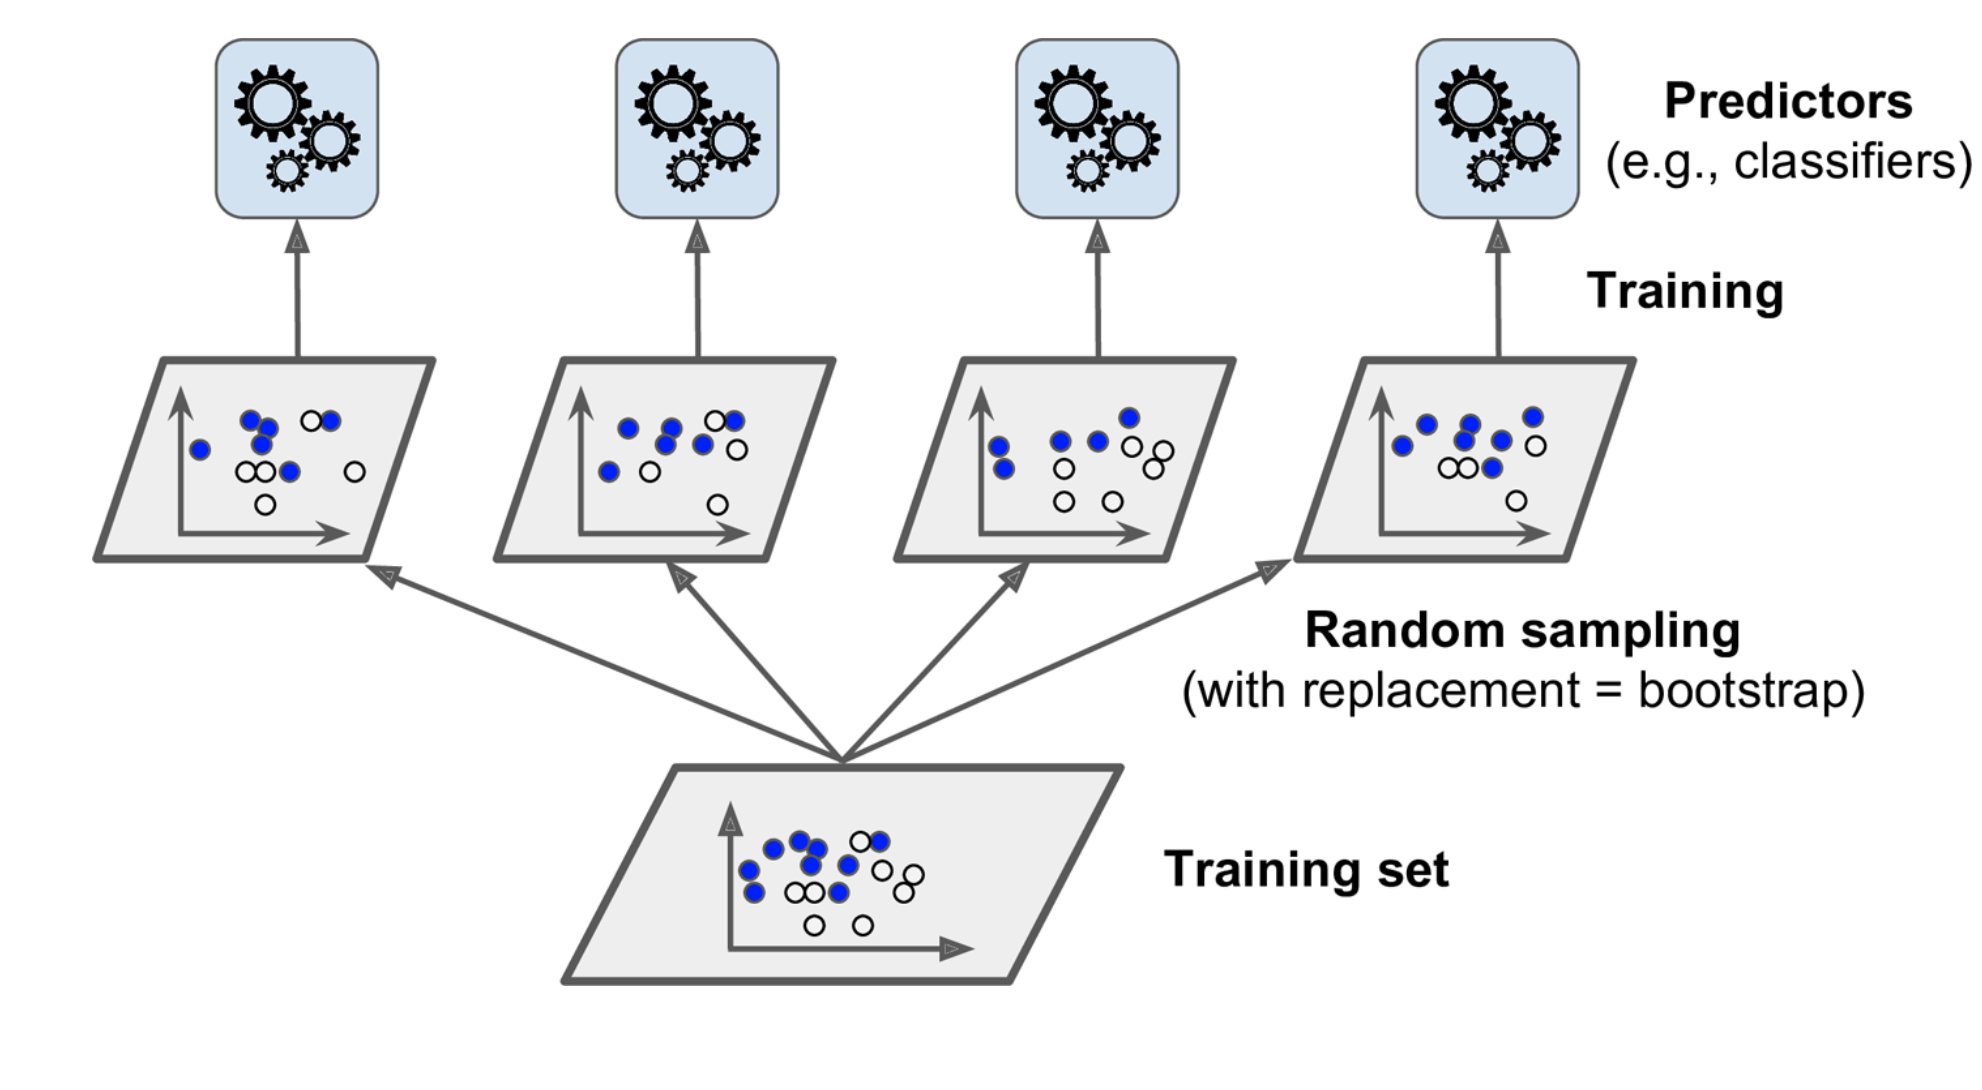 Predictors
(e.g., classifiers)
Training
Random sampling
(with replacement = bootstrap)
Training set